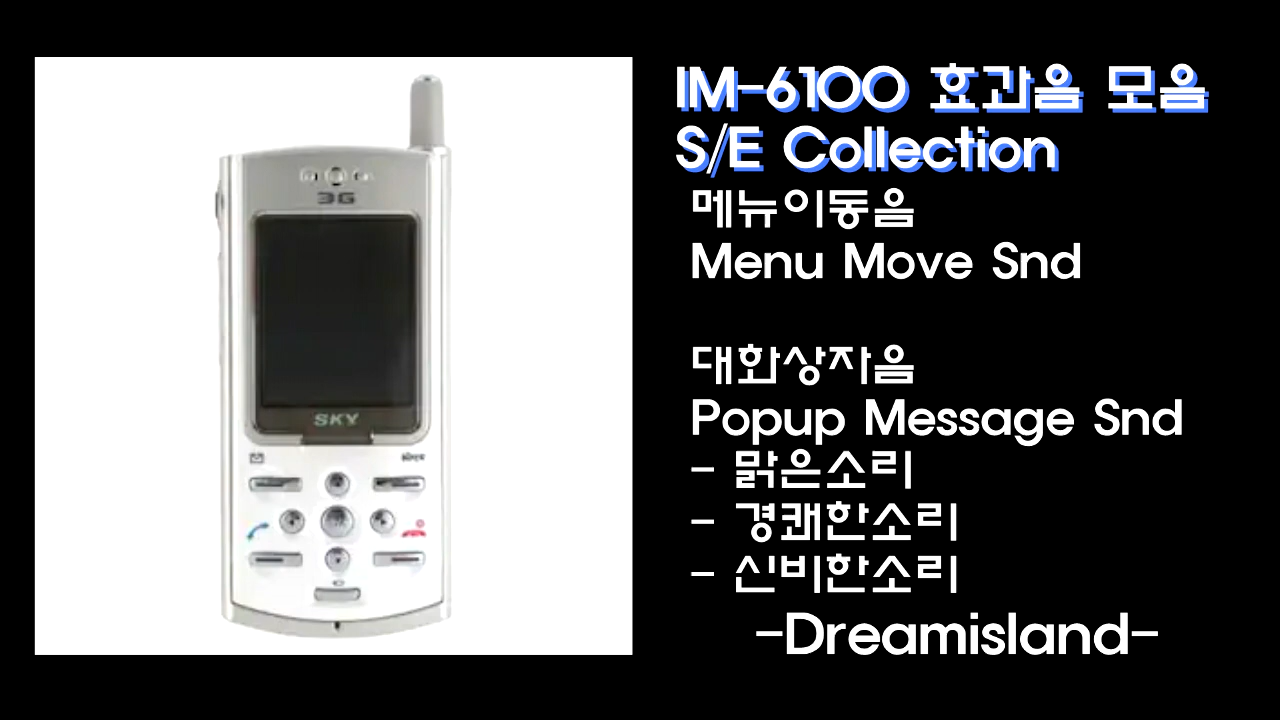 IM-6100 효과음 모음
S/E Collection
메뉴이동음
Menu Move Snd
대화상자음
Popup Message Snd
- 맑은소리
- 경쾌한소리
- 신비한소리
-Dreamisland-
3G
SKY